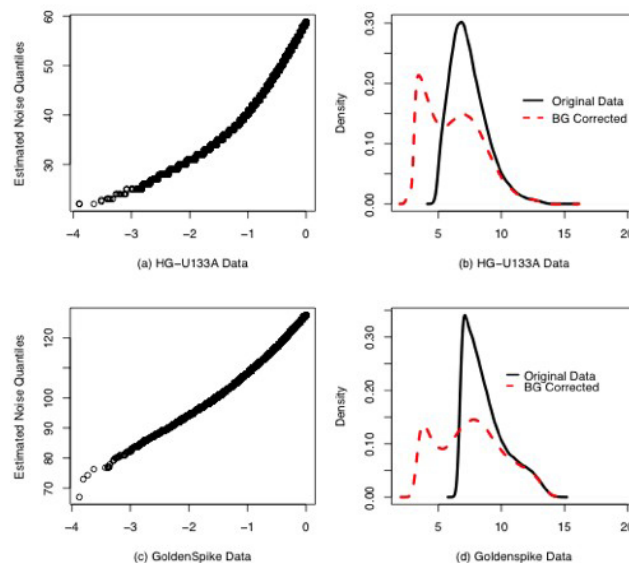 Estimated Noise Quantiles
30 40 50 60
−4 −3 −2 −1 0
(a) HG−U133A Data
Density
0.00 0.10 0.20 0.30
Original Data
BG Corrected
5 10 15 20
(b) HG−U133A Data
Estimated Noise Quantiles
70 80 90 100 120
−4 −3 −2 −1 0
(c) GoldenSpike Data
Density
0.00 0.10 0.20 0.30
Original Data
BG Corrected
5 10 15 20
(d) Goldenspike Data